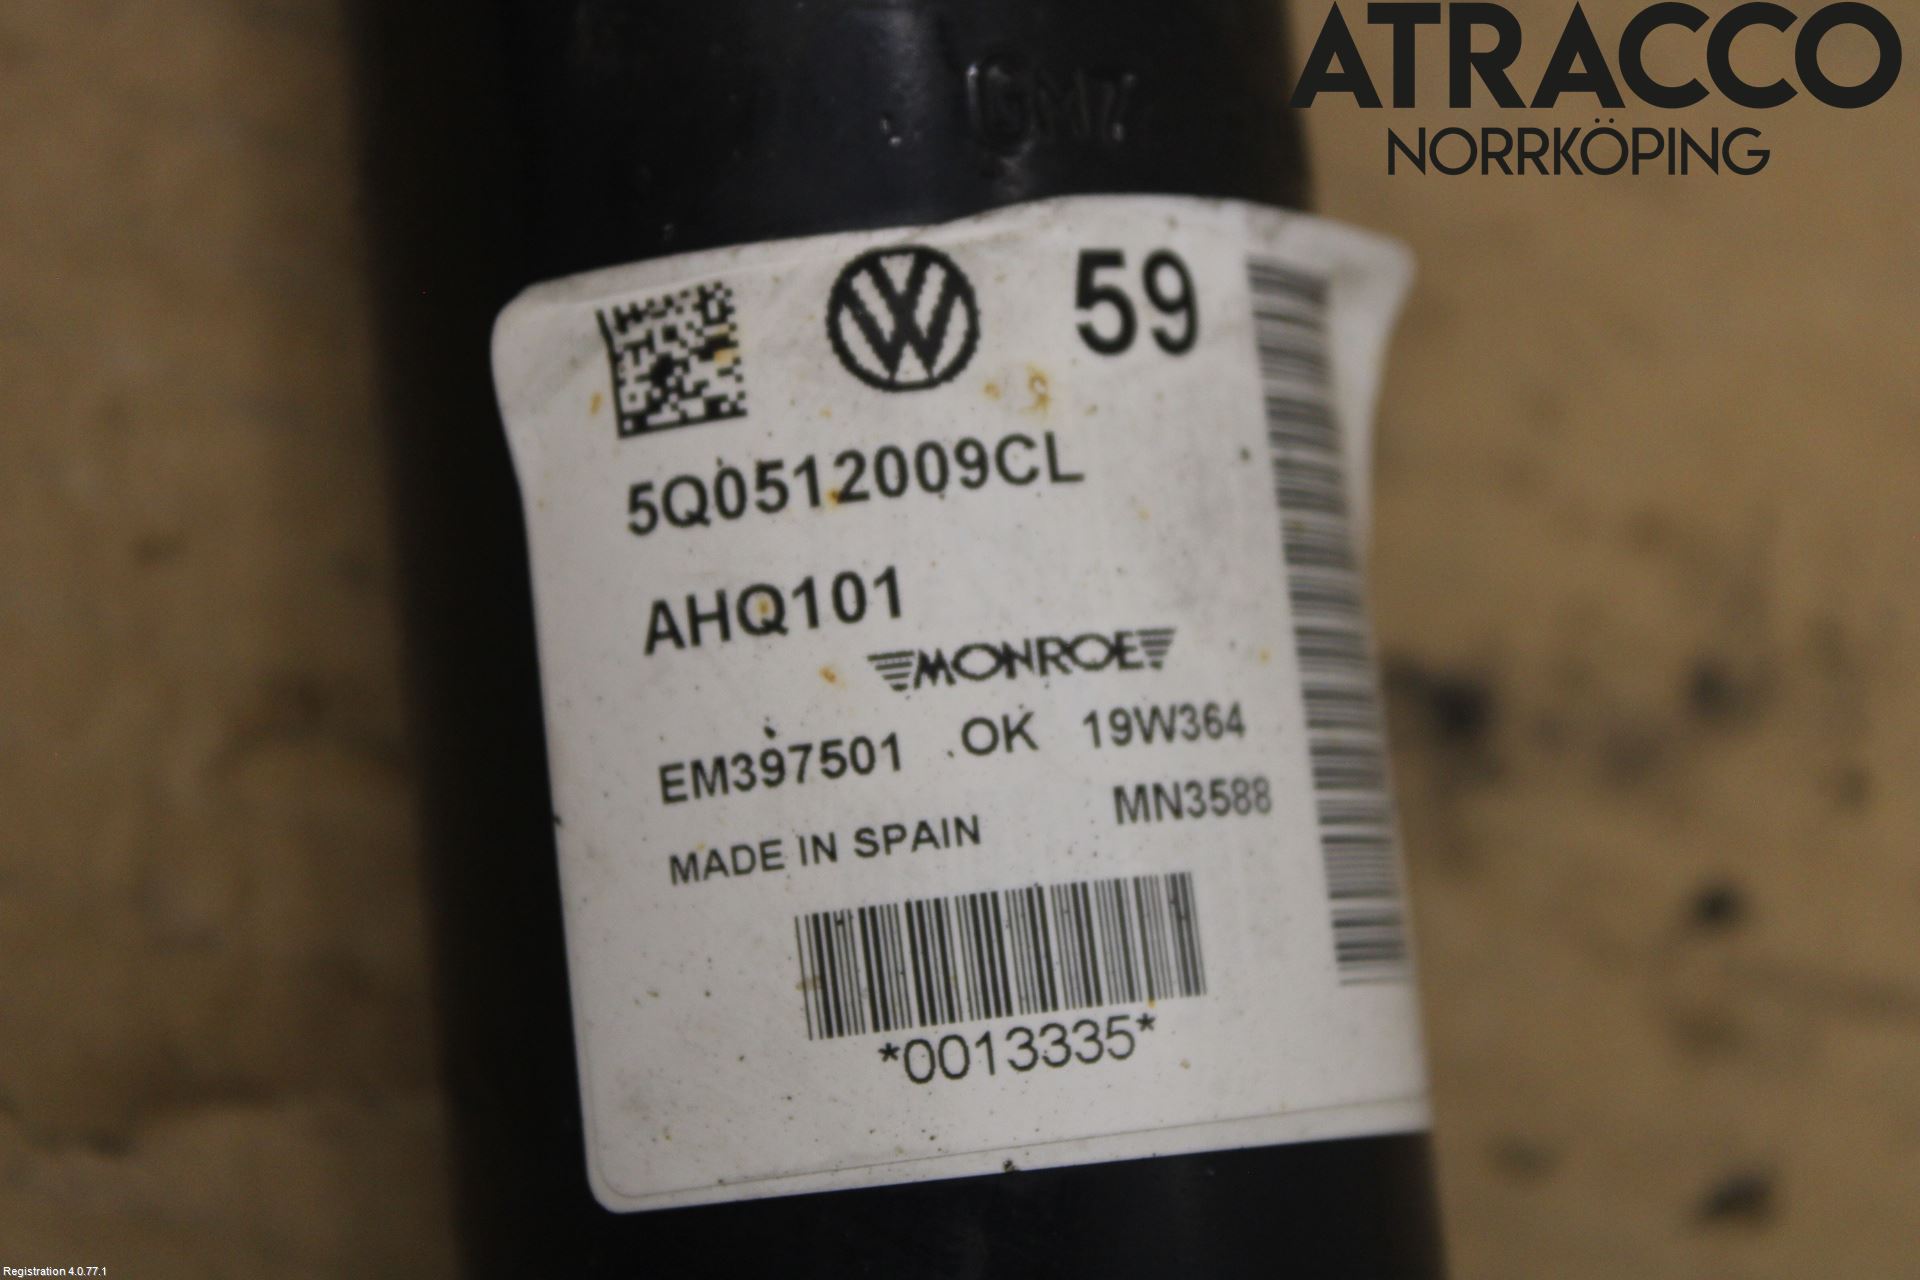 ATRACCO
NORRKÖPING
59
5Q0512009CL
AHQ101
MONROE
EM397501 OK 19W364
MADE IN SPAIN MN3588
*0013335*
Registration 4.0.77.1